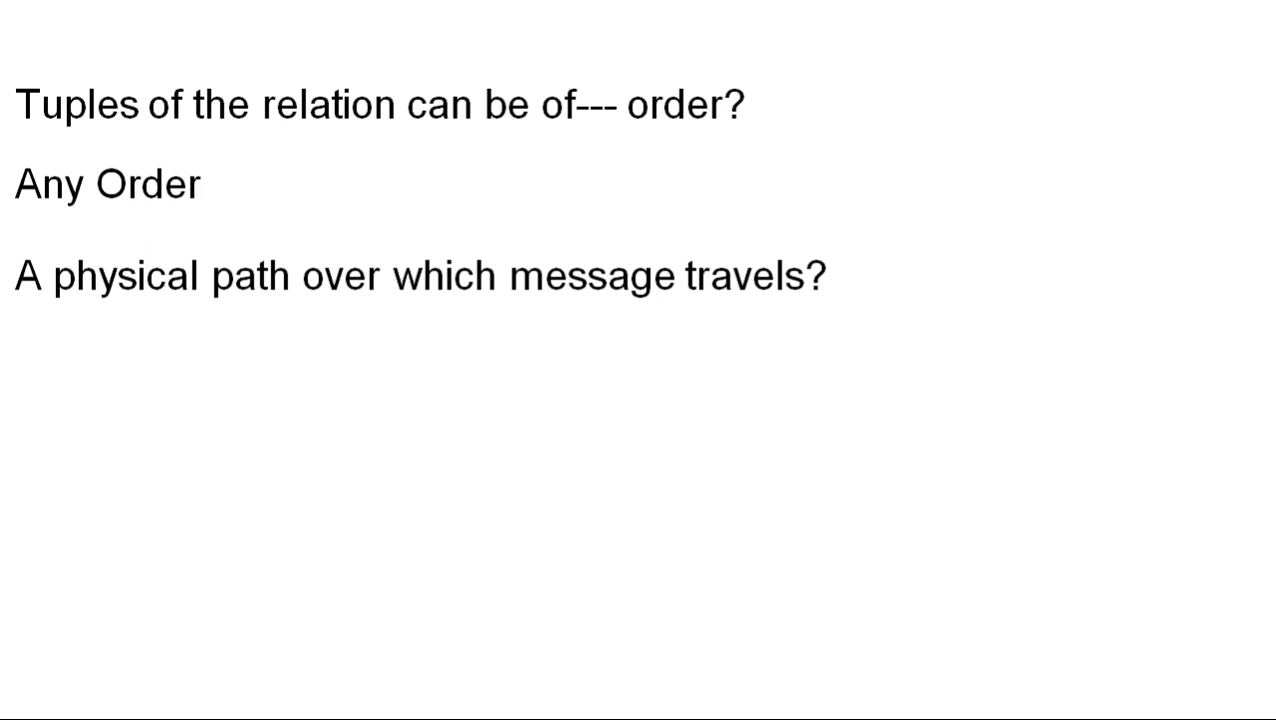 Tuples of the relation can be of--- order?
Any Order
A physical path over which message travels?